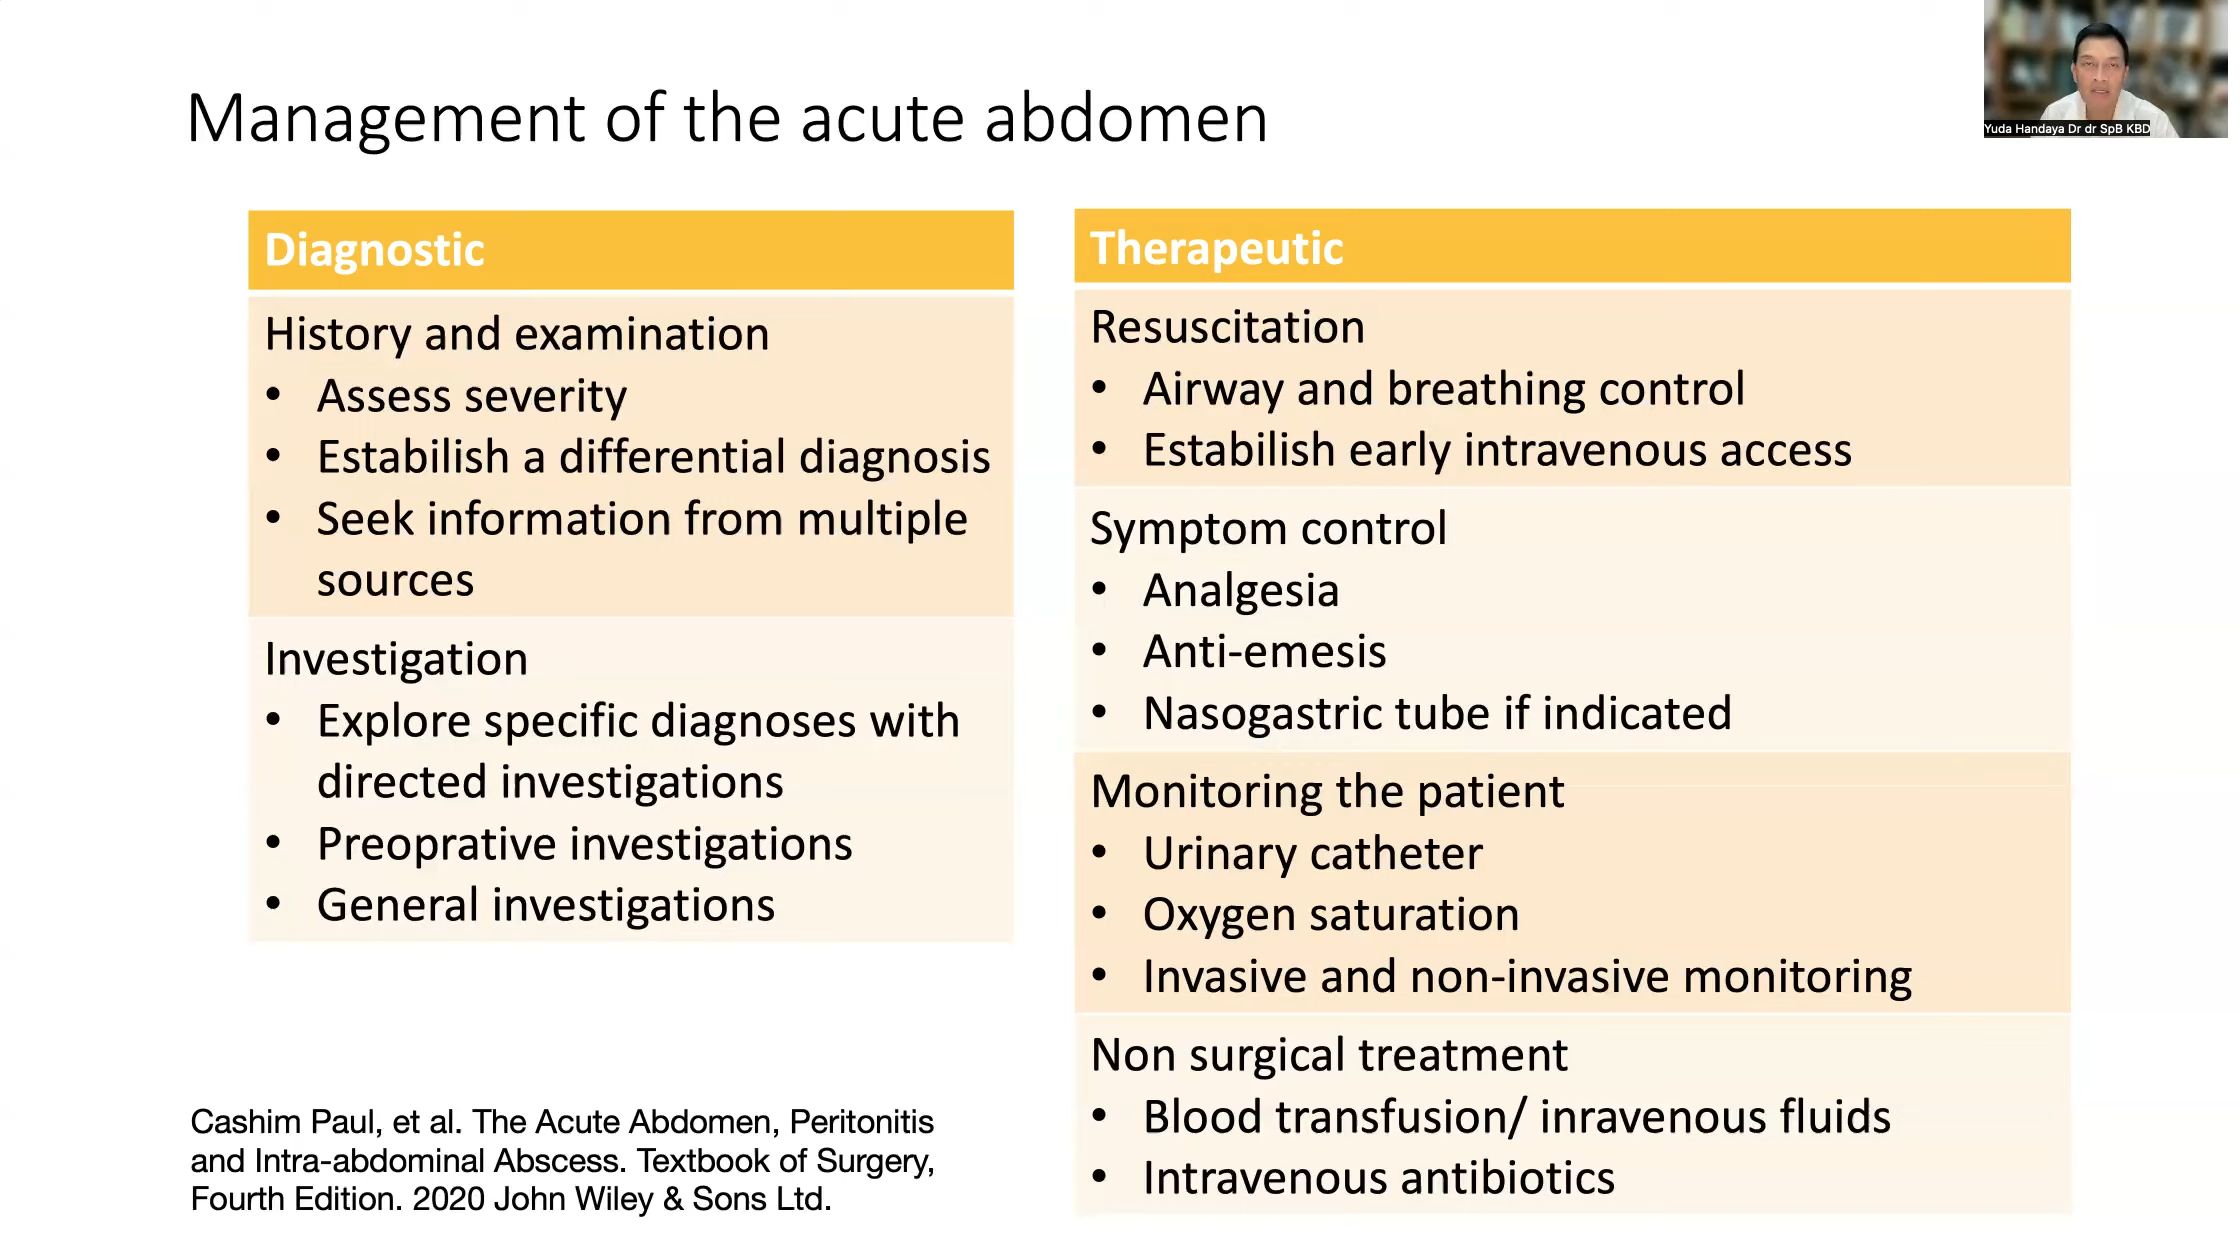 Management of the acute abdomen
Yuda Handaya Dr dr SpB KBD
Diagnostic
History and examination
• Assess severity
• Estabilish a differential diagnosis
• Seek information from multiple
sources
Investigation
• Explore specific diagnoses with
directed investigations
• Preoprative investigations
• General investigations
Therapeutic
Resuscitation
• Airway and breathing control
• Estabilish early intravenous access
Symptom control
• Analgesia
• Anti-emesis
• Nasogastric tube if indicated
Monitoring the patient
• Urinary catheter
• Oxygen saturation
• Invasive and non-invasive monitoring
Non surgical treatment
• Blood transfusion/ inravenous fluids
• Intravenous antibiotics
Cashim Paul, et al. The Acute Abdomen, Peritonitis
and Intra-abdominal Abscess. Textbook of Surgery,
Fourth Edition. 2020 John Wiley & Sons Ltd.